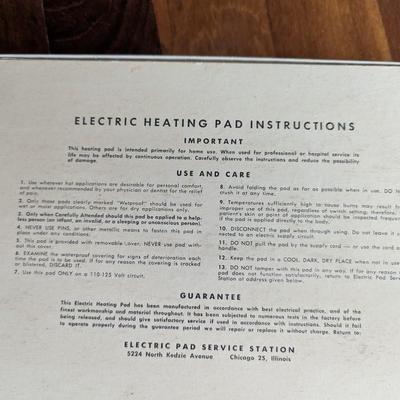 ELECTRIC HEATING PAD INSTRUCTIONS
IMPORTANT
This heating pad is intended primarily for home use. When used for professional or hospital service its
life may be affected by continuous operation. Carefully observe the instructions and reduce the possibility
of damage.
USE AND CARE
1. Use wherever hot applications are desirable for personal comfort,
and whenever recommended by your physician or dentist for the relief
of pain.
2. Only those pads clearly marked "Waterproof" should be used for
wet or moist applications. Others are for dry applications only.
3. Only when Carefully Attended should this pad be applied to a help-
less person (an infant, an invalid, or a sleeping or unconscious person).
4. NEVER USE PINS, or other metallic means to fasten this pad in
place under any conditions.
5. This pad is provided with removable cover. NEVER use pad with-
out this cover.
6. EXAMINE the waterproof covering for signs of deterioration each
time the pad is to be used. If for any reason the covering is cracked
or blistered, DISCARD IT.
7. Use this pad ONLY on a 110-125 Volt circuit.
8. Avoid folding the pad as far as possible when in use. DO
crush it at any time.
9. Temperatures sufficiently high to cause burns may result
improper use of this pad, regardless of switch setting; therefore,
patient's skin at point of application should be inspected frequen
if the pad is directly to the body.
10. DISCONNECT the pad when through using. Do not leave it
nected to an electric supply circuit.
11. DO NOT pull the pad by the supply cord — or use the cord as
handle.
12. Keep the pad in a COOL, DARK, DRY PLACE when not in use
13. DO NOT tamper with this pad in any way. If for any reason
pad does not function satisfactorily, return to Electric Pad Serv
Station at address given below.
GUARANTEE
This Electric Heating Pad has been manufactured in accordance with best electrical practice, and of the
finest workmanship and material throughout. It has been subjected to numerous tests in the factory before
being released, and should give satisfactory service if used in accordance with instructions. Should it fail
to operate properly during the guarantee period we will repair or replace it without charge. Return to:
ELECTRIC PAD SERVICE STATION
5224 North Kedzie Avenue Chicago 25, Illinois